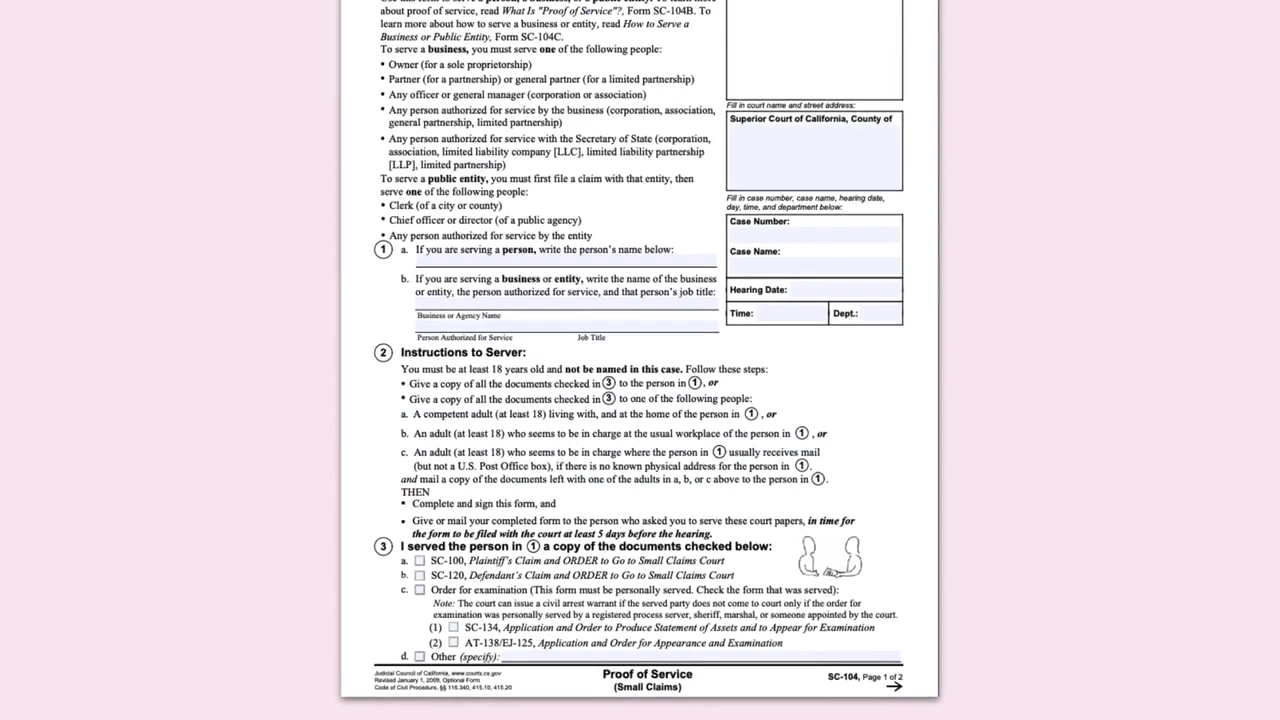 about proof of service, read What Is "Proof of Service"?, Form SC-104B. To
learn more about how to serve a business or entity, read How to Serve a
Business or Public Entity, Form SC-104C.
To serve a business, you must serve one of the following people:
• Owner (for a sole proprietorship)
• Partner (for a partnership) or general partner (for a limited partnership)
• Any officer or general manager (corporation or association)
• Any person authorized for service by the business (corporation, association,
general partnership, limited partnership)
• Any person authorized for service with the Secretary of State (corporation,
association, limited liability company [LLC], limited liability partnership
[LLP], limited partnership)
To serve a public entity, you must first file a claim with that entity, then
serve one of the following people:
• Clerk (of a city or county)
• Chief officer or director (of a public agency)
• Any person authorized for service by the entity
Fill in court name and street address:
Superior Court of California, County of
Fill in case number, case name, hearing date,
day, time, and department below:
Case Number:
Case Name:
Hearing Date:
Time: Dept.:
1 a. If you are serving a person, write the person's name below:
b. If you are serving a business or entity, write the name of the business
or entity, the person authorized for service, and that person's job title:
Business or Agency Name
Person Authorized for Service Job Title
2 Instructions to Server:
You must be at least 18 years old and not be named in this case. Follow these steps:
• Give a copy of all the documents checked in 3 to the person in 1, or
• Give a copy of all the documents checked in 3 to one of the following people:
a. A competent adult (at least 18) living with, and at the home of the person in 1, or
b. An adult (at least 18) who seems to be in charge at the usual workplace of the person in 1, or
c. An adult (at least 18) who seems to be in charge where the person in 1 usually receives mail
(but not a U.S. Post Office box), if there is no known physical address for the person in 1.
and mail a copy of the documents left with one of the adults in a, b, or c above to the person in 1.
THEN
• Complete and sign this form, and
• Give or mail your completed form to the person who asked you to serve these court papers, in time for
the form to be filed with the court at least 5 days before the hearing.
3 I served the person in 1 a copy of the documents checked below:
a. SC-100, Plaintiff's Claim and ORDER to Go to Small Claims Court
b. SC-120, Defendant's Claim and ORDER to Go to Small Claims Court
c. Order for examination (This form must be personally served. Check the form that was served):
Note: The court can issue a civil arrest warrant if the served party does not come to court only if the order for
examination was personally served by a registered process server, sheriff, marshal, or someone appointed by the court.
(1) SC-134, Application and Order to Produce Statement of Assets and to Appear for Examination
(2) AT-138/EJ-125, Application and Order for Appearance and Examination
d. Other (specify):
Judicial Council of California, www.courts.ca.gov
Revised January 1, 2009, Optional Form
Code of Civil Procedure, §§ 116.340, 415.10, 415.20
Proof of Service
(Small Claims)
SC-104, Page 1 of 2